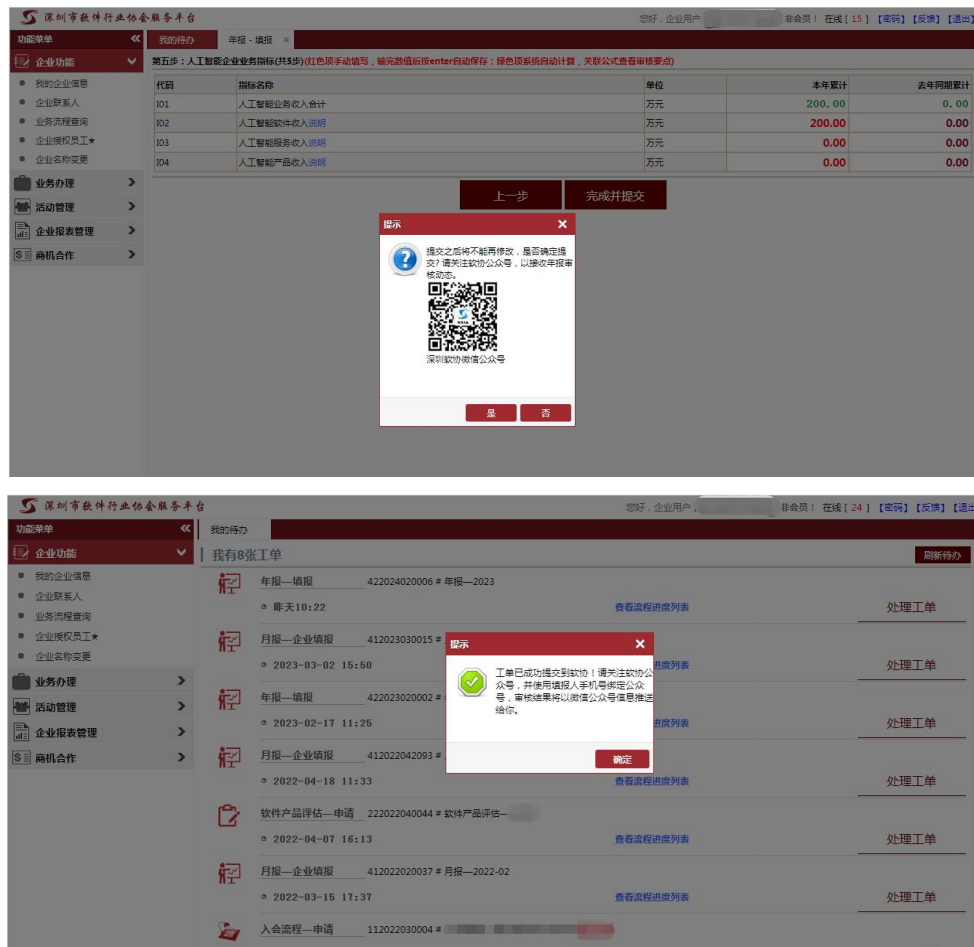 深圳市软件行业协会服务平台
您好，企业用户 非会员！ 在线[ 15 ] 【密码】【反馈】【退出】
功能菜单 我的待办 年报 - 填报
企业功能
第五步：人工智能企业业务指标(共5步)(红色项手动填写，输完数值后按enter自动保存；绿色项系统自动计算，关联公式查看审核要点)
我的企业信息
代码 指标名称 单位 本年累计 去年同期累计
企业联系人
I01 人工智能业务收入合计 万元 200.00 0.00
业务流程查询
I02 人工智能软件收入说明 万元 200.00 0.00
企业授权员工★
I03 人工智能服务收入说明 万元 0.00 0.00
企业名称变更
I04 人工智能产品收入说明 万元 0.00 0.00
业务办理
上一步 完成并提交
活动管理
企业报表管理
商机合作
提示
提交之后将不能再修改，是否确定提
交? 请关注软协公众号，以接收年报审
核动态。
深圳软协微信公众号
是 否
深圳市软件行业协会服务平台
您好，企业用户 非会员！ 在线[ 24 ] 【密码】【反馈】【退出
功能菜单 我的待办
企业功能
我有8张工单 刷新待办
我的企业信息
企业联系人
业务流程查询
企业授权员工★
企业名称变更
业务办理
活动管理
企业报表管理
商机合作
年报—填报 422024020006 # 年报—2023
昨天10:22 查看流程进度列表 处理工单
月报—企业填报 412023030015 #
2023-03-02 15:50 查看流程进度列表 处理工单
年报—填报 422023020002 #
2023-02-17 11:25 处理工单
月报—企业填报 412022042093 #
2022-04-18 11:33 查看流程进度列表 处理工单
软件产品评估—申请 222022040044 # 软件产品评估—
2022-04-07 16:13 查看流程进度列表 处理工单
月报—企业填报 412022020037 # 月报—2022-02
2022-03-15 17:37 查看流程进度列表 处理工单
入会流程—申请 112022030004 #
提示
工单已成功提交到软协！请关注软协公
众号，并使用填报人手机号绑定公众
号，审核结果将以微信公众号信息推送
给你。
确定